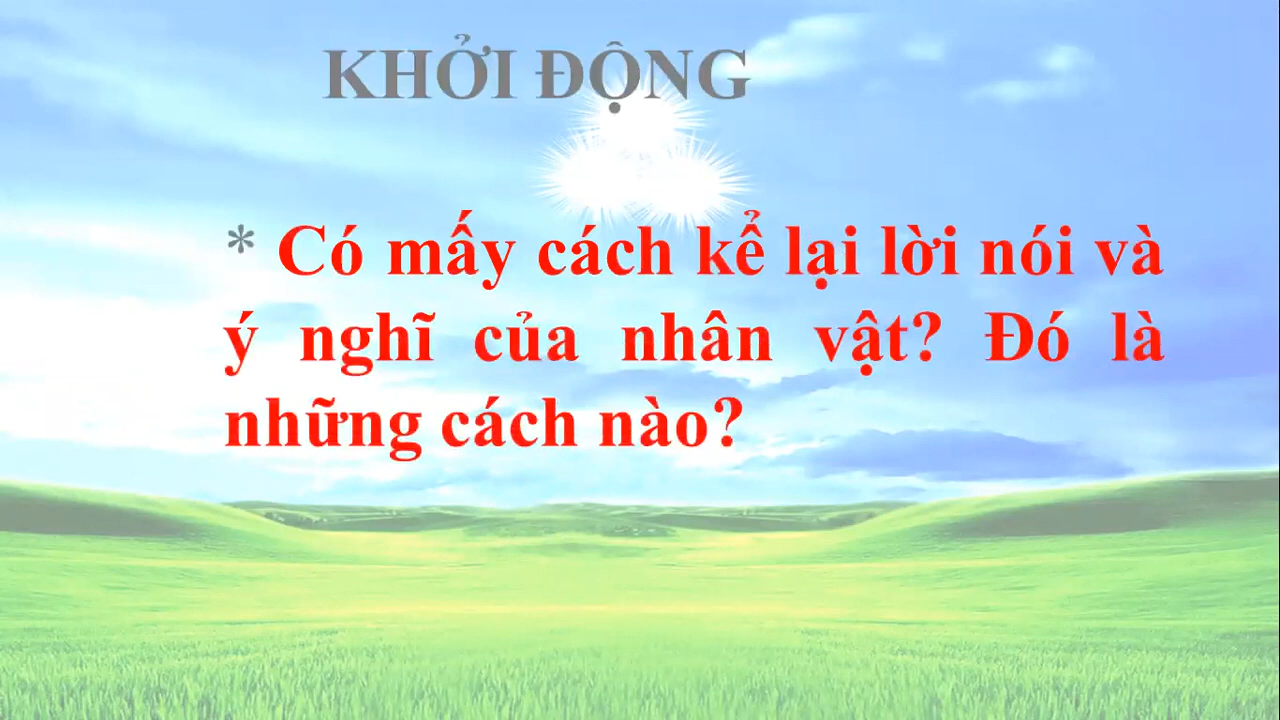 KHỞI ĐỘNG
* Có mấy cách kể lại lời nói và
ý nghĩ của nhân vật? Đó là
những cách nào?